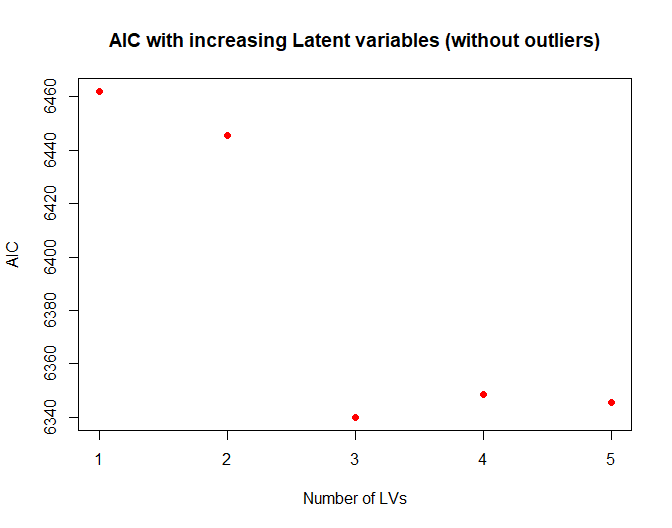 AIC with increasing Latent variables (without outliers)
6460
6440
6420
6400
6380
6360
6340
AIC
1 2 3 4 5
Number of LVs